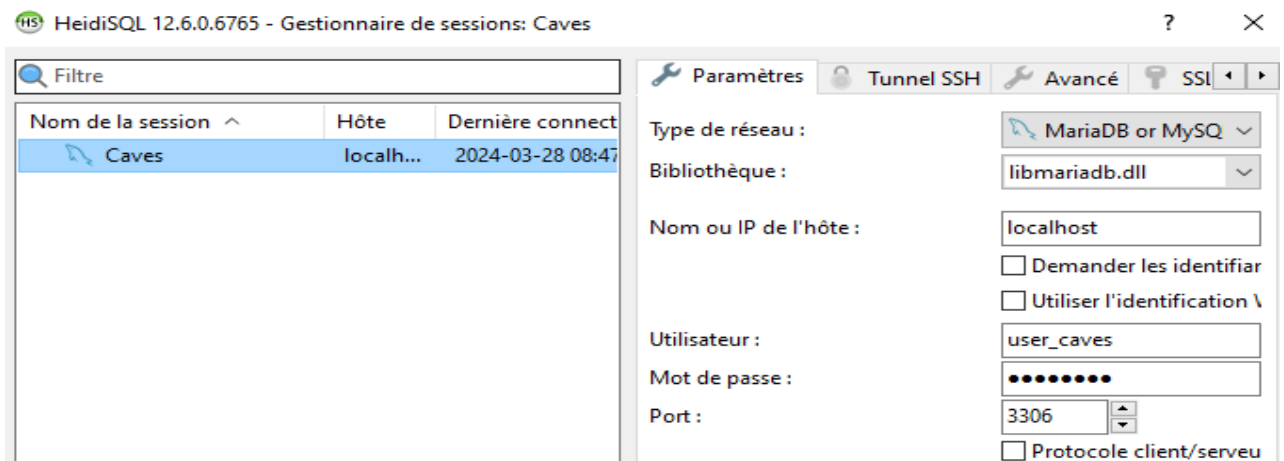 HeidiSQL 12.6.0.6765 - Gestionnaire de sessions: Caves
Filtre
Nom de la session Hôte Dernière connect
Caves localh... 2024-03-28 08:47
Paramètres Tunnel SSH Avancé SSL
Type de réseau : MariaDB or MySQ
Bibliothèque : libmariadb.dll
Nom ou IP de l'hôte : localhost
Demander les identifiar
Utiliser l'identification
Utilisateur : user_caves
Mot de passe : ●●●●●●●●
Port : 3306
Protocole client/serveu